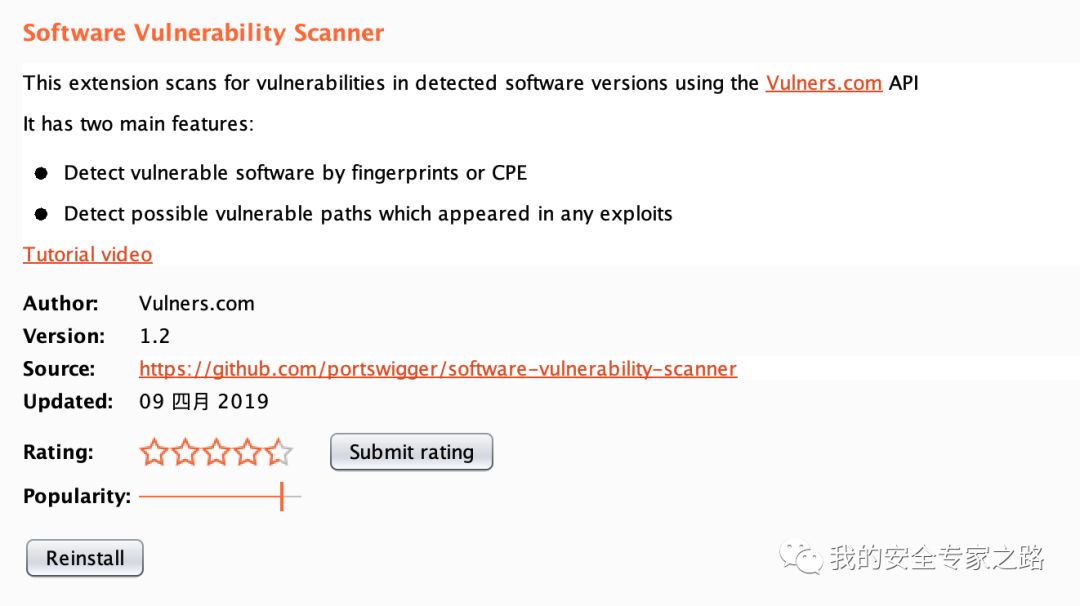 Software Vulnerability Scanner
This extension scans for vulnerabilities in detected software versions using the Vulners.com API
It has two main features:
Detect vulnerable software by fingerprints or CPE
Detect possible vulnerable paths which appeared in any exploits
Tutorial video
Author: Vulners.com
Version: 1.2
Source: https://github.com/portswigger/software-vulnerability-scanner
Updated: 09 四月 2019
Rating: Submit rating
Popularity:
Reinstall
我的安全专家之路